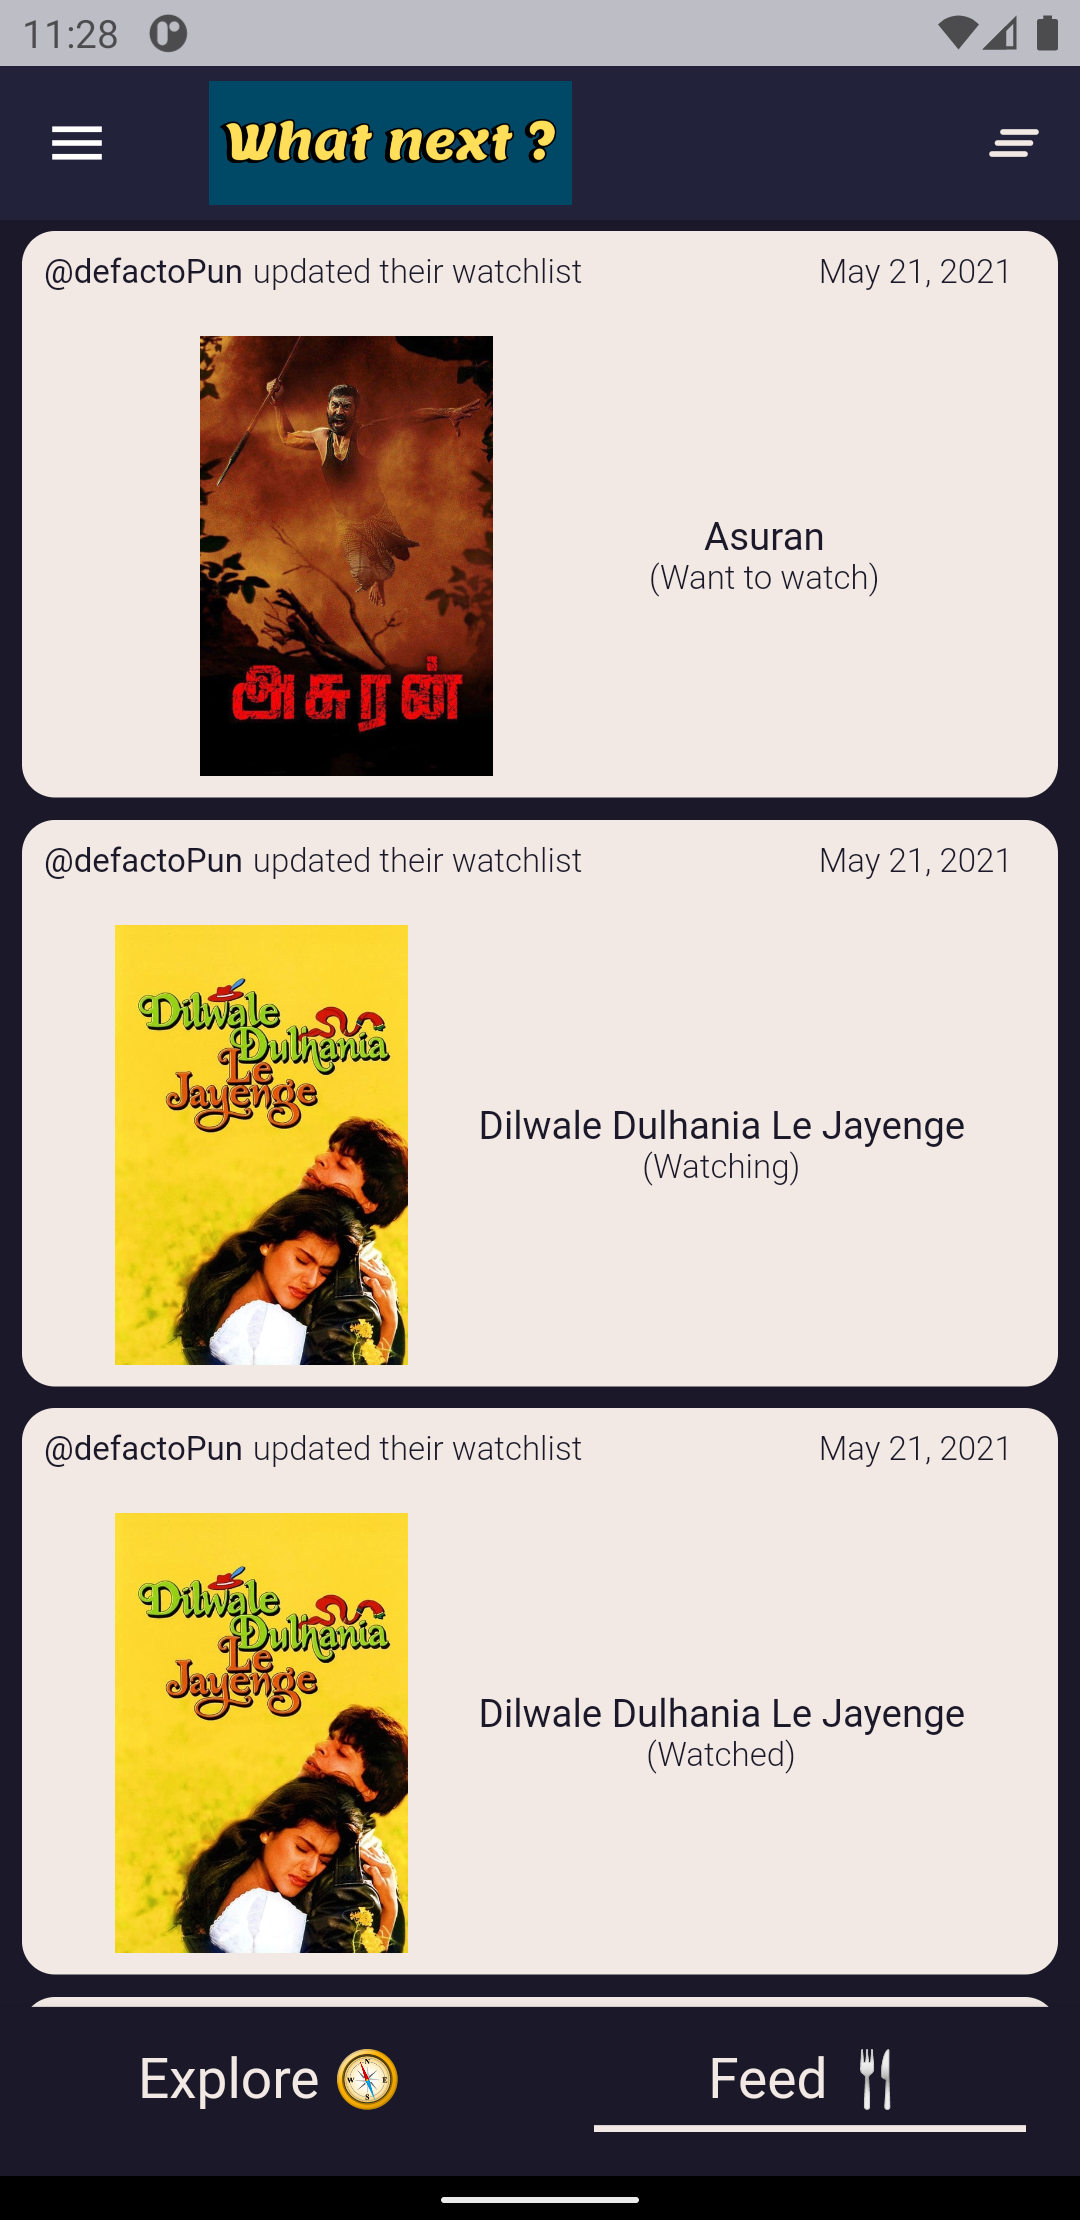 11:28
What next ?
@defactoPun updated their watchlist May 21, 2021
அசுரன்
Asuran
(Want to watch)
@defactoPun updated their watchlist May 21, 2021
Dilwale
Dulhania
Le
Jayenge
Dilwale Dulhania Le Jayenge
(Watching)
@defactoPun updated their watchlist May 21, 2021
Dilwale
Dulhania
Le
Jayenge
Dilwale Dulhania Le Jayenge
(Watched)
Explore 🧭 Feed 🍴